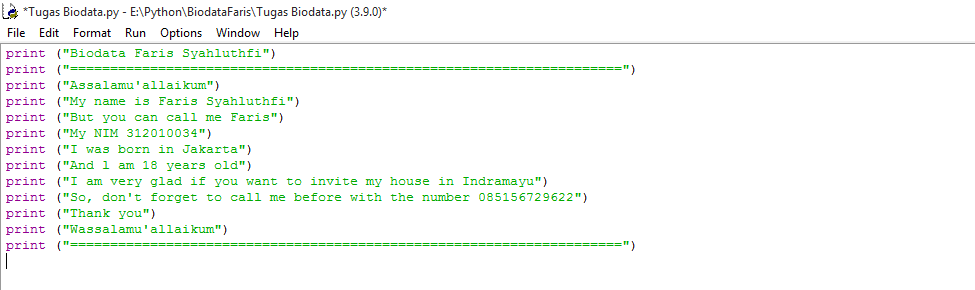 *Tugas Biodata.py - E:\Python\BiodataFaris\Tugas Biodata.py (3.9.0)*
File Edit Format Run Options Window Help
print ("Biodata Faris Syahluthfi")
print ("=====================================================================")
print ("Assalamu'allaikum")
print ("My name is Faris Syahluthfi")
print ("But you can call me Faris")
print ("My NIM 312010034")
print ("I was born in Jakarta")
print ("And l am 18 years old")
print ("I am very glad if you want to invite my house in Indramayu")
print ("So, don't forget to call me before with the number 085156729622")
print ("Thank you")
print ("Wassalamu'allaikum")
print ("=====================================================================")